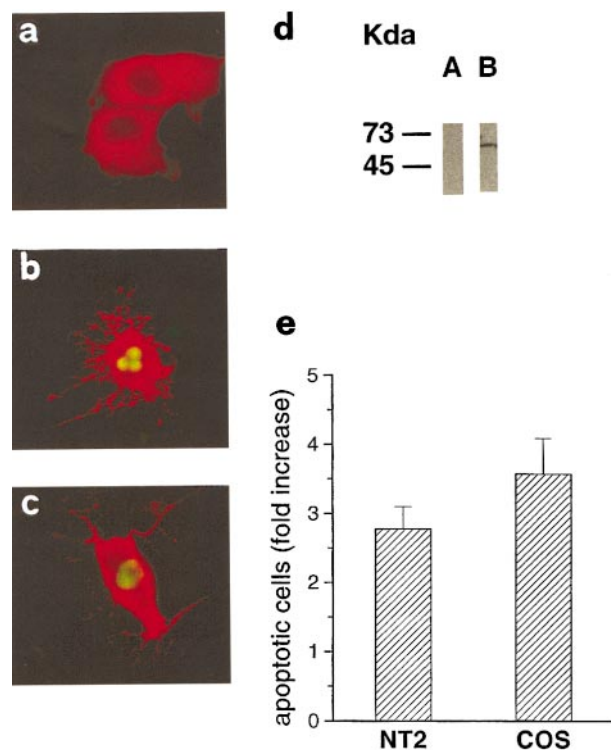 a
d
Kda
A B
73
45
b
e
c
apoptotic cells (fold increase)
5
4
3
2
1
0
NT2 COS